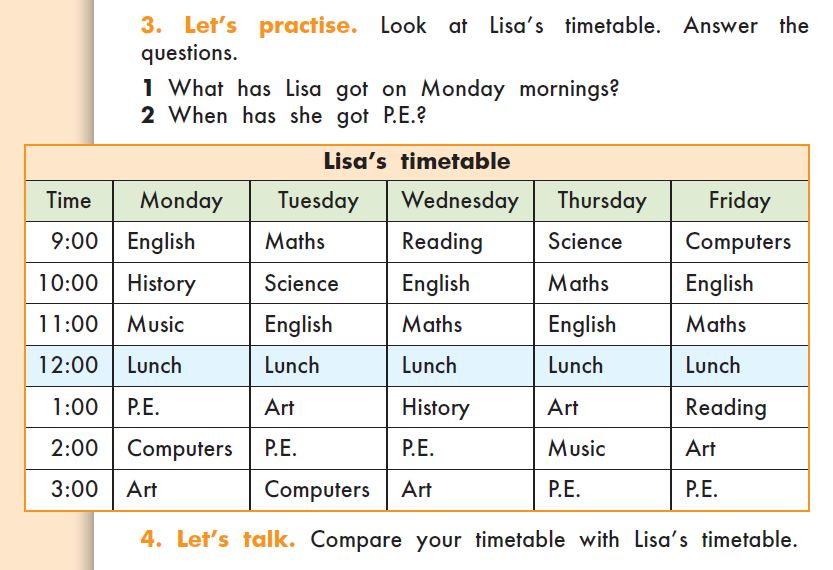 3. Let's practise. Look at Lisa's timetable. Answer the
questions.
1 What has Lisa got on Monday mornings?
2 When has she got P.E.?
Lisa's timetable
Time Monday Tuesday Wednesday Thursday Friday
9:00 English Maths Reading Science Computers
10:00 History Science English Maths English
11:00 Music English Maths English Maths
12:00 Lunch Lunch Lunch Lunch Lunch
1:00 P.E. Art History Art Reading
2:00 Computers P.E. P.E. Music Art
3:00 Art Computers Art P.E. P.E.
4. Let's talk. Compare your timetable with Lisa's timetable.